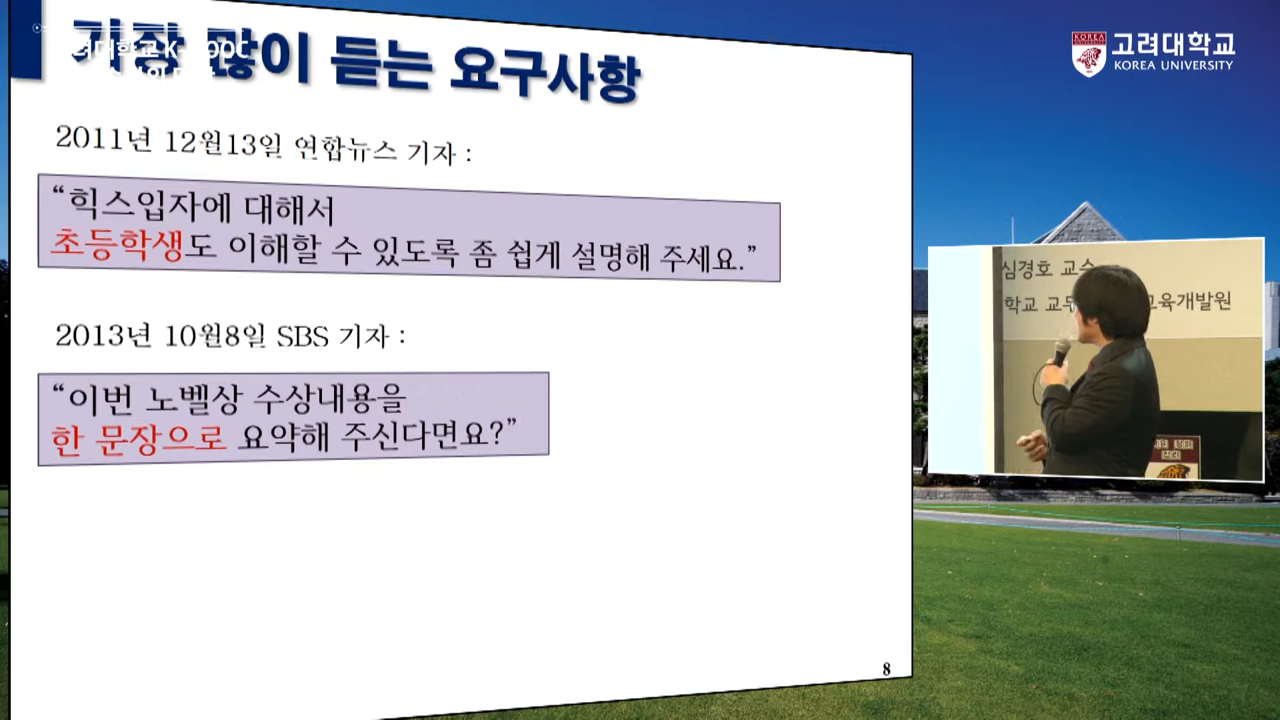 가장 많이 듣는 요구사항
고려대학교
KOREA UNIVERSITY
2011년 12월13일 연합뉴스 기자 :
“힉스입자에 대해서
초등학생도 이해할 수 있도록 좀 쉽게 설명해 주세요.”
2013년 10월8일 SBS 기자 :
“이번 노벨상 수상내용을
한 문장으로 요약해 주신다면요?”
8
심경호 교수
학교 교무
교육개발원
KOREA